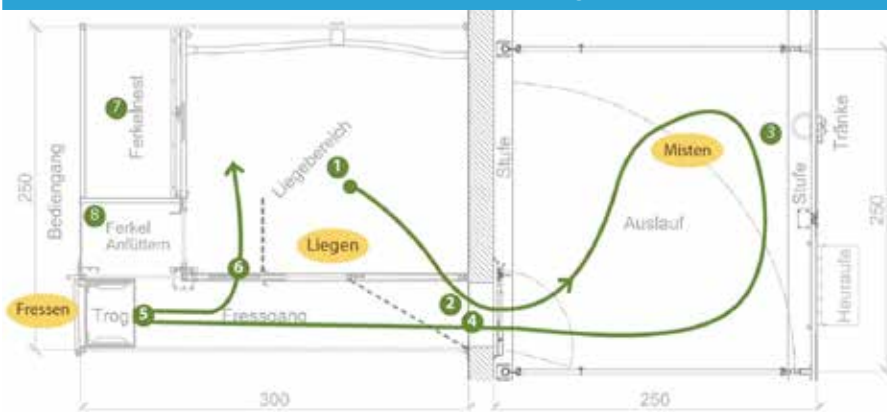 250
Bediengang
7
Ferkelnest
8
Ferkel
Anfüttern
Liegebereich
1
Liegen
6
Fressen
Trog
5
Fressgang
2
4
300
Stufe
Misten
3
Auslauf
Tränke
Stufe
Heuraufe
250
250